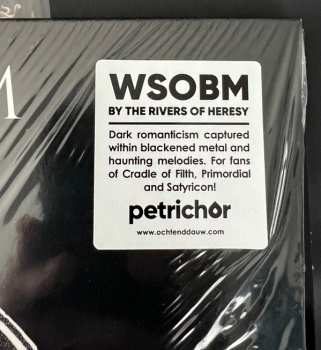 M
WSOBM
BY THE RIVERS OF HERESY
Dark romanticism captured
within blackened metal and
haunting melodies. For fans
of Cradle of Filth, Primordial
and Satyricon!
petrichor
www.ochtenddauw.com